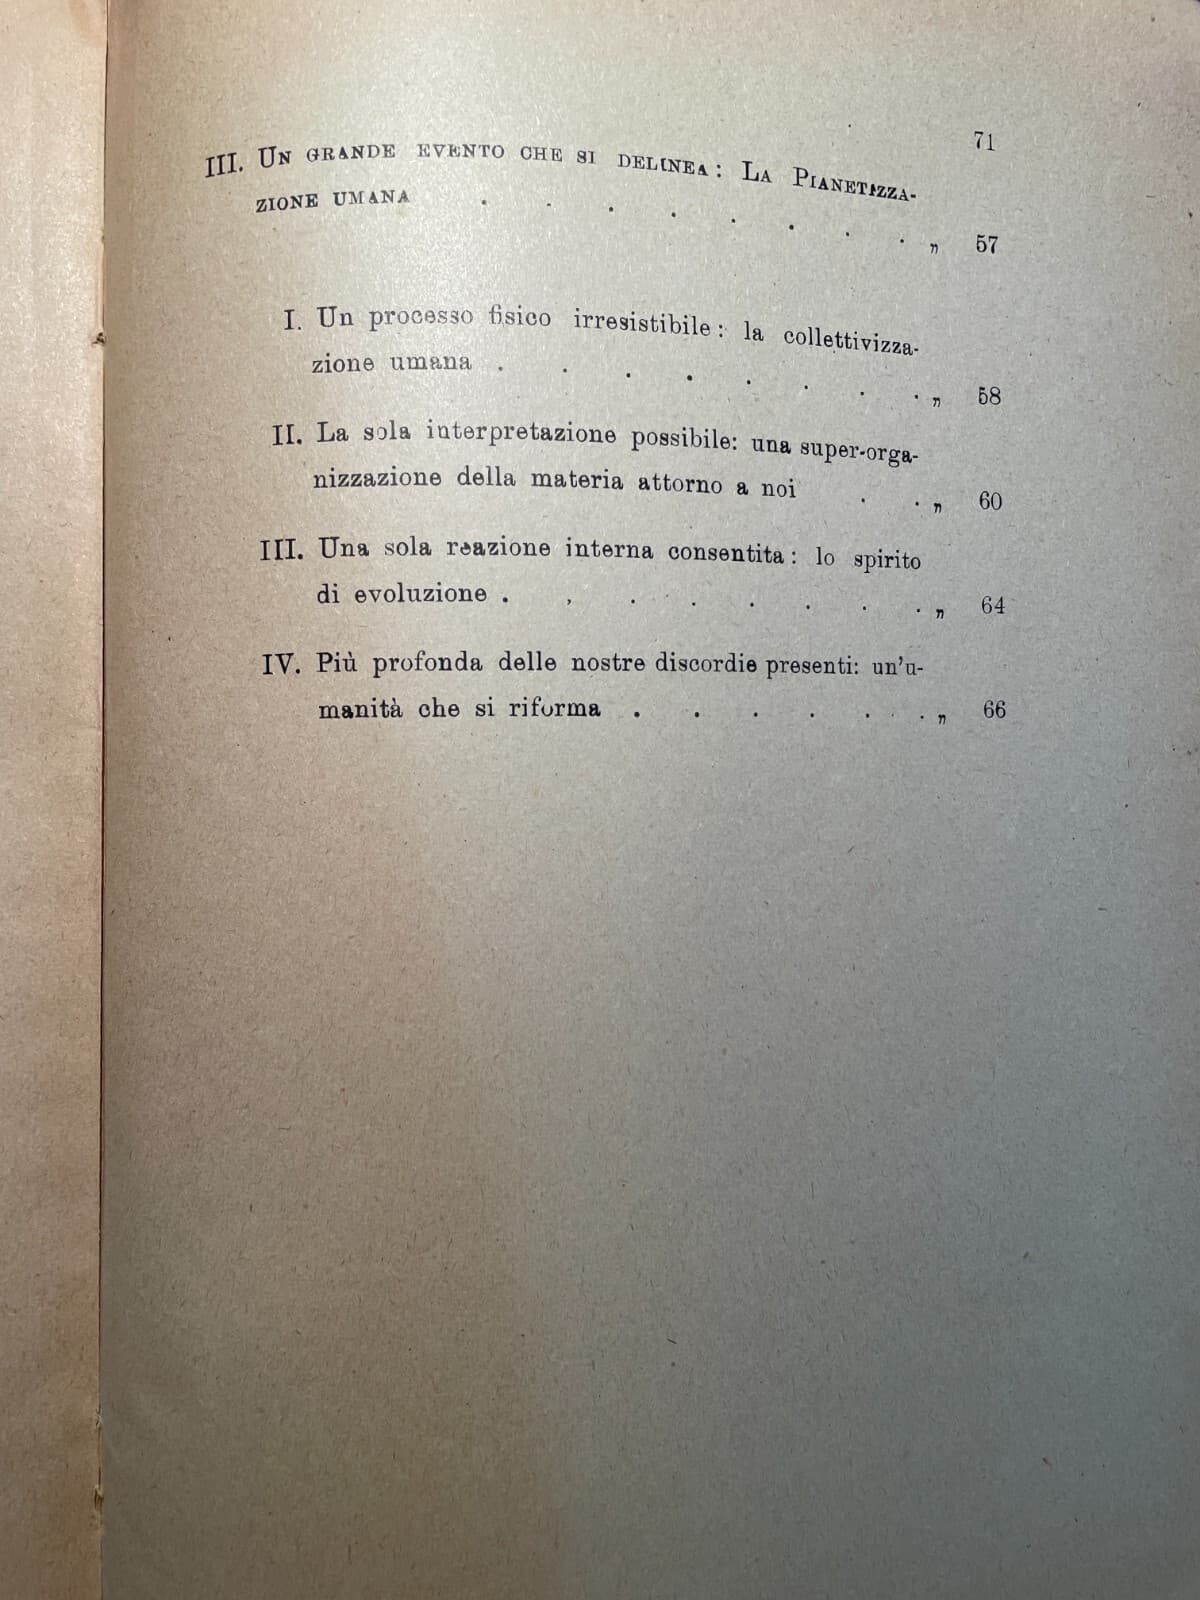 71
III. Un grande evento che si delinea : La Pianetizza-
zione umana . . . . . . . . „ 57
I. Un processo fisico irresistibile : la collettivizza-
zione umana . . . . . . . . „ 58
II. La sola interpretazione possibile: una super-orga-
nizzazione della materia attorno a noi . . „ 60
III. Una sola reazione interna consentita : lo spirito
di evoluzione . . . . . . . . „ 64
IV. Più profonda delle nostre discordie presenti: un'u-
manità che si riforma . . . . . . „ 66